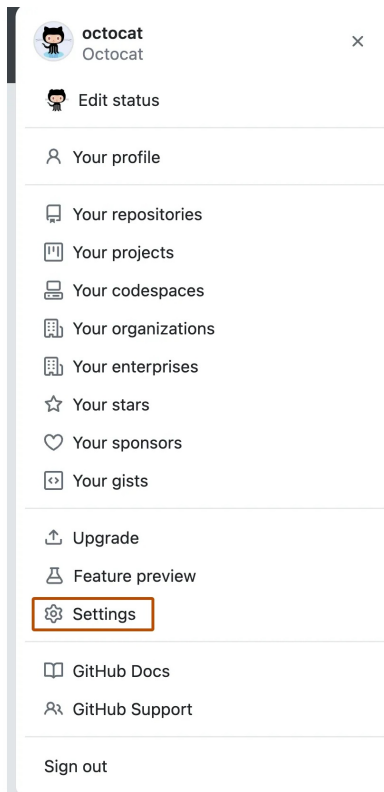 octocat
Octocat
Edit status
Your profile
Your repositories
Your projects
Your codespaces
Your organizations
Your enterprises
Your stars
Your sponsors
Your gists
Upgrade
Feature preview
Settings
GitHub Docs
GitHub Support
Sign out